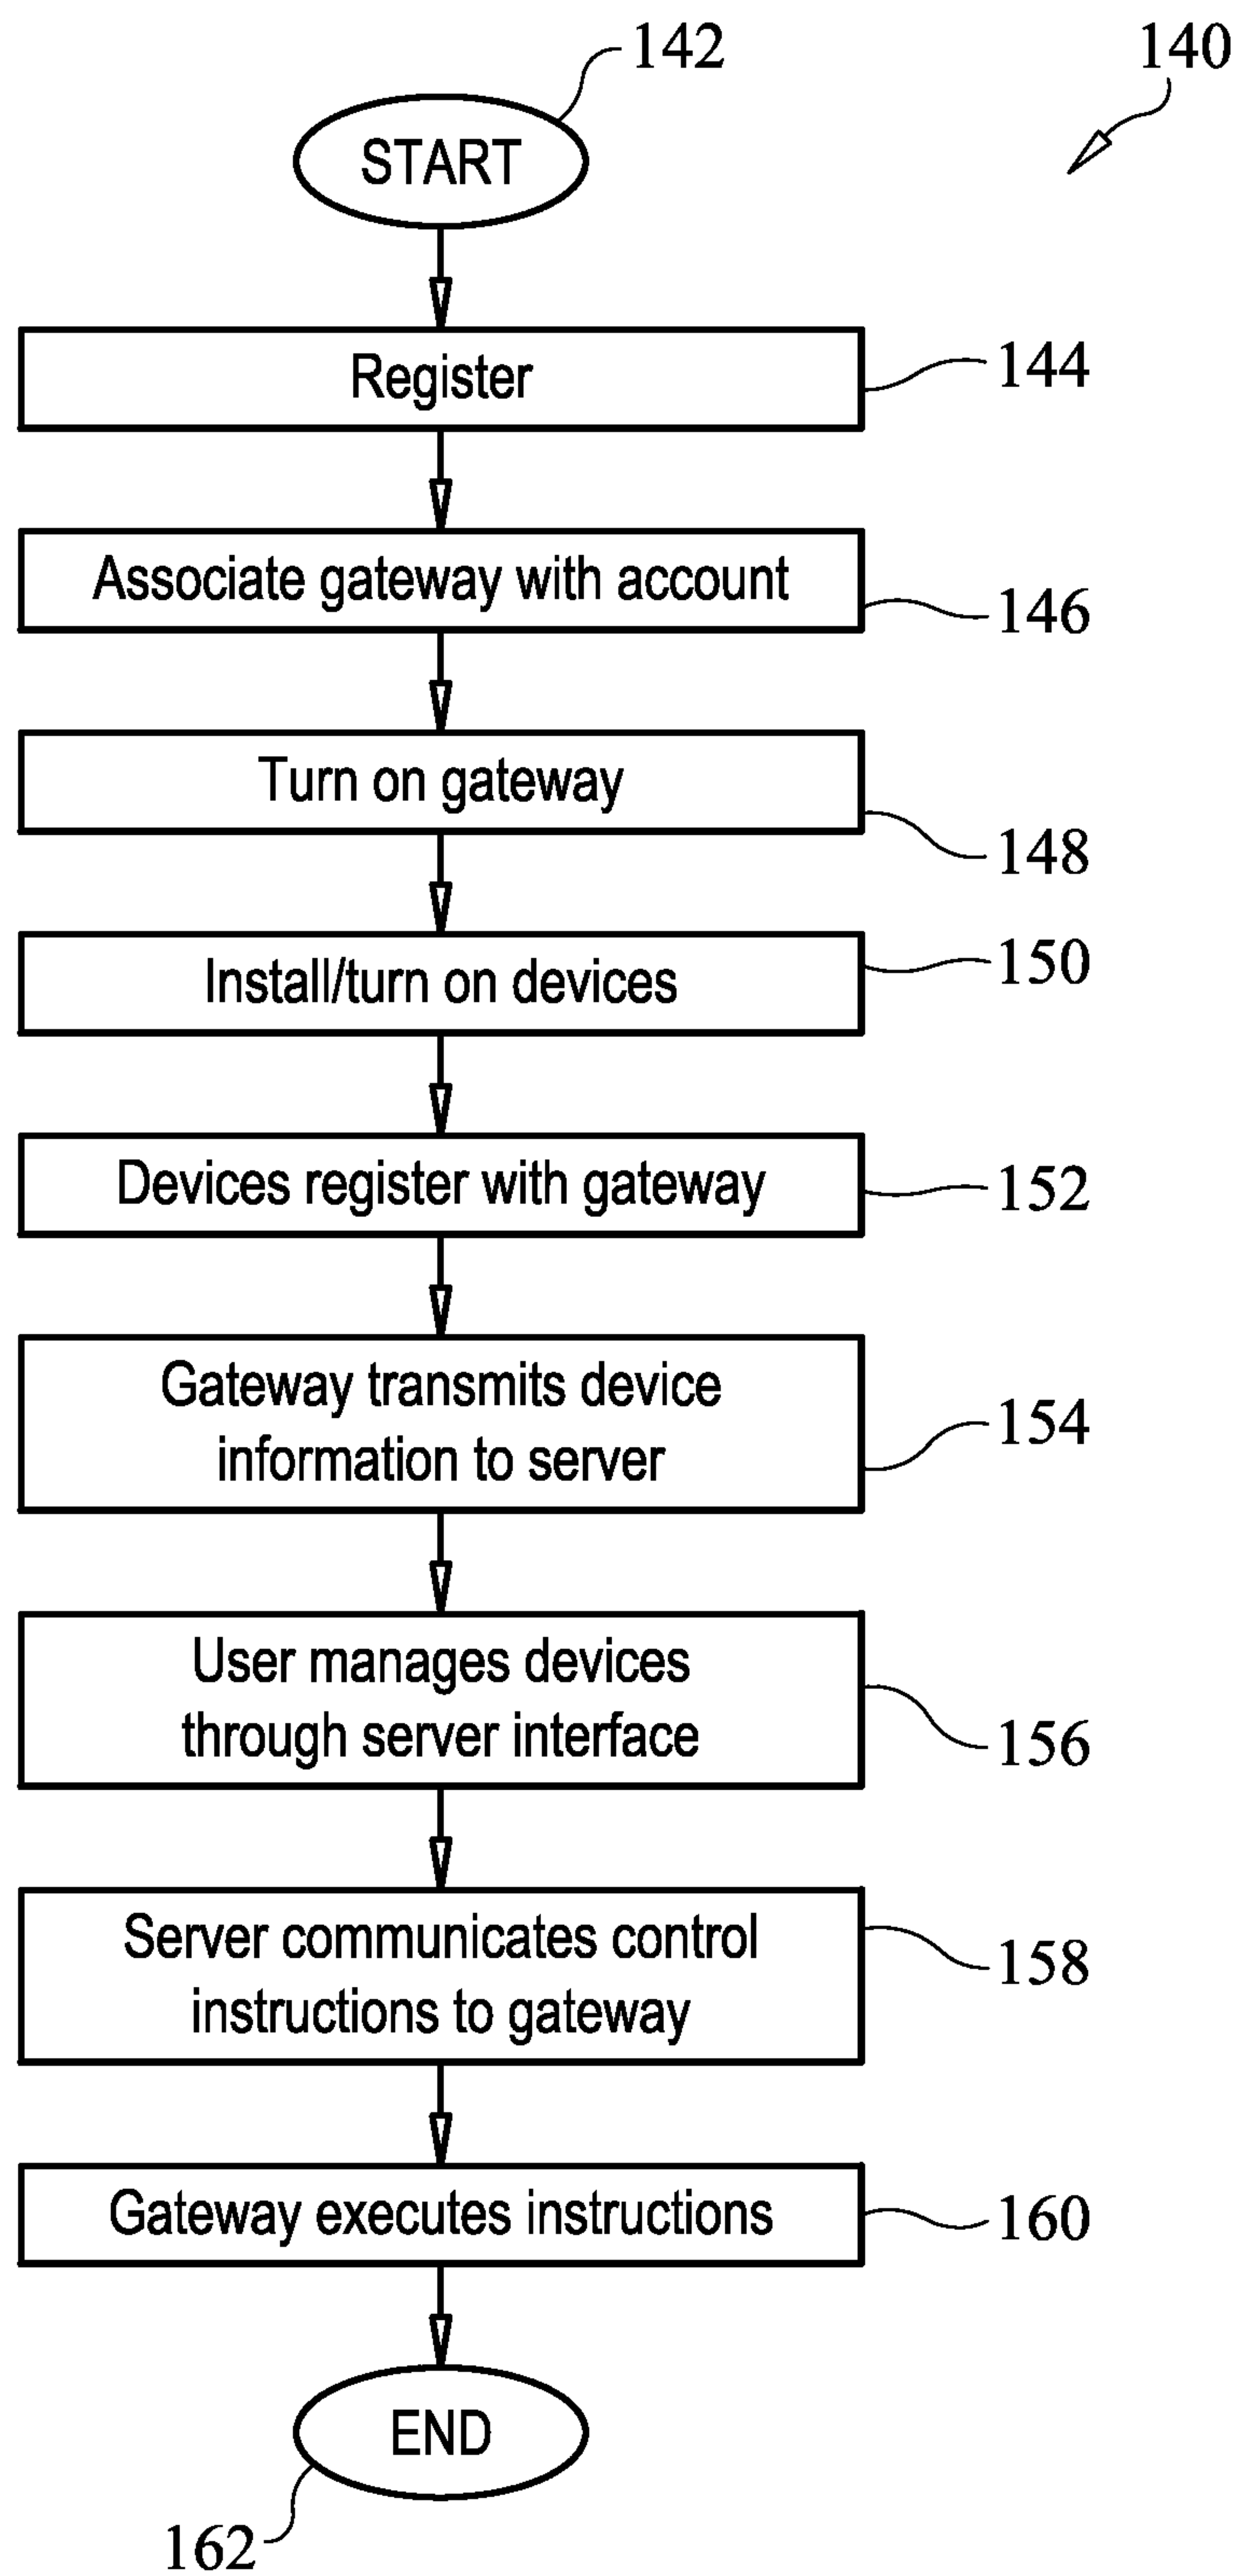 142
140
START
Register
144
Associate gateway with account
146
Turn on gateway
148
Install/turn on devices
150
Devices register with gateway
152
Gateway transmits device
information to server
154
User manages devices
through server interface
156
Server communicates control
instructions to gateway
158
Gateway executes instructions
160
END
162